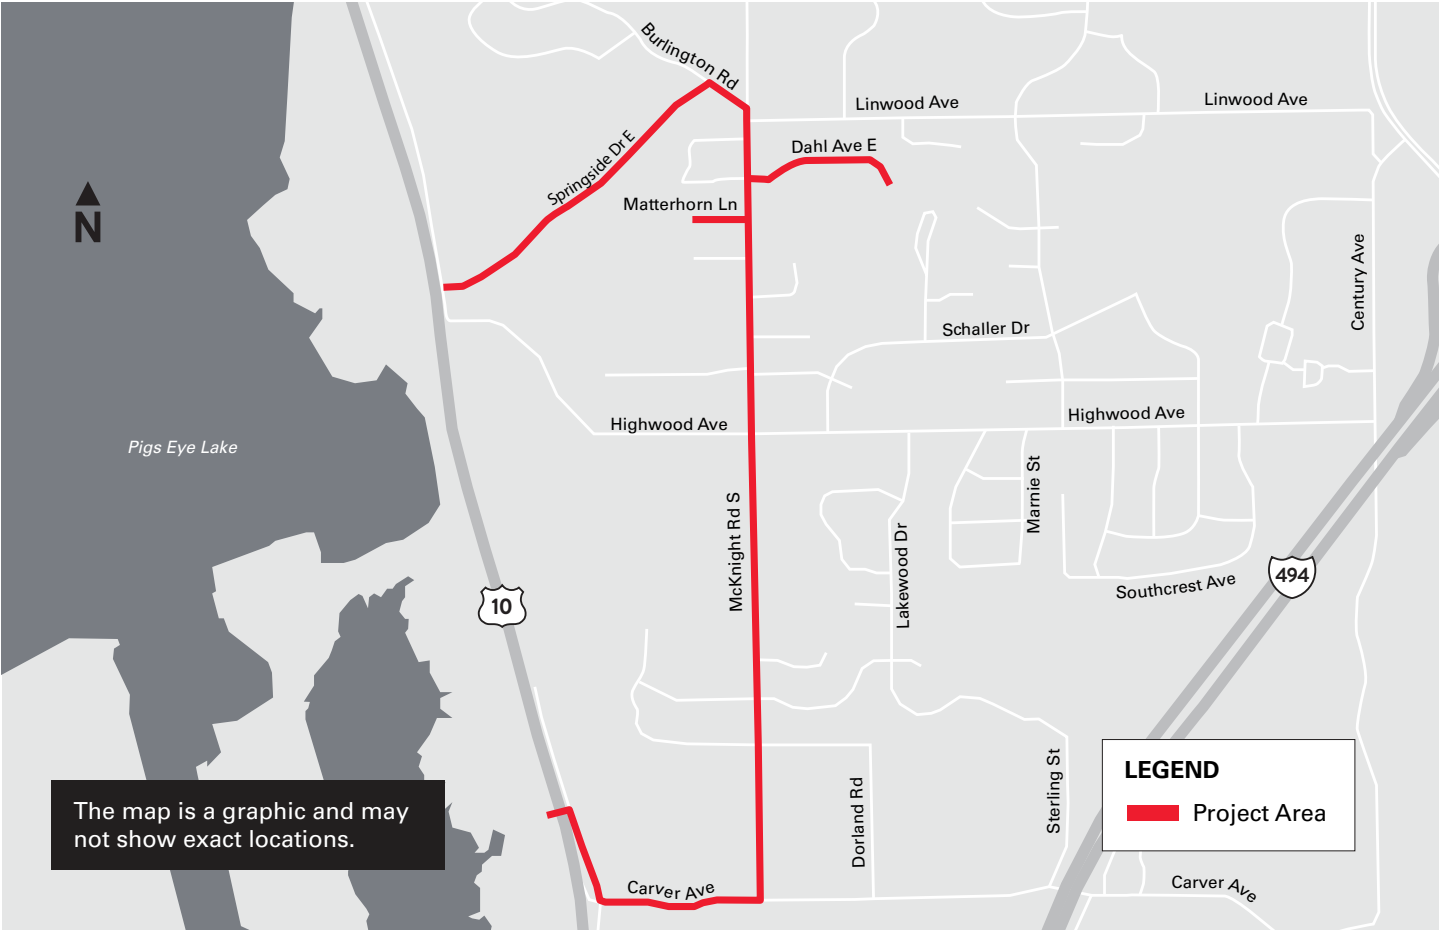 Burlington Rd
Linwood Ave
Linwood Ave
Springside Dr E
Dahl Ave E
Matterhorn Ln
N
Century Ave
Schaller Dr
Highwood Ave
Highwood Ave
Pigs Eye Lake
McKnight Rd S
Lakewood Dr
Marnie St
Southcrest Ave
494
10
Sterling St
Dorland Rd
LEGEND
Project Area
The map is a graphic and may
not show exact locations.
Carver Ave
Carver Ave